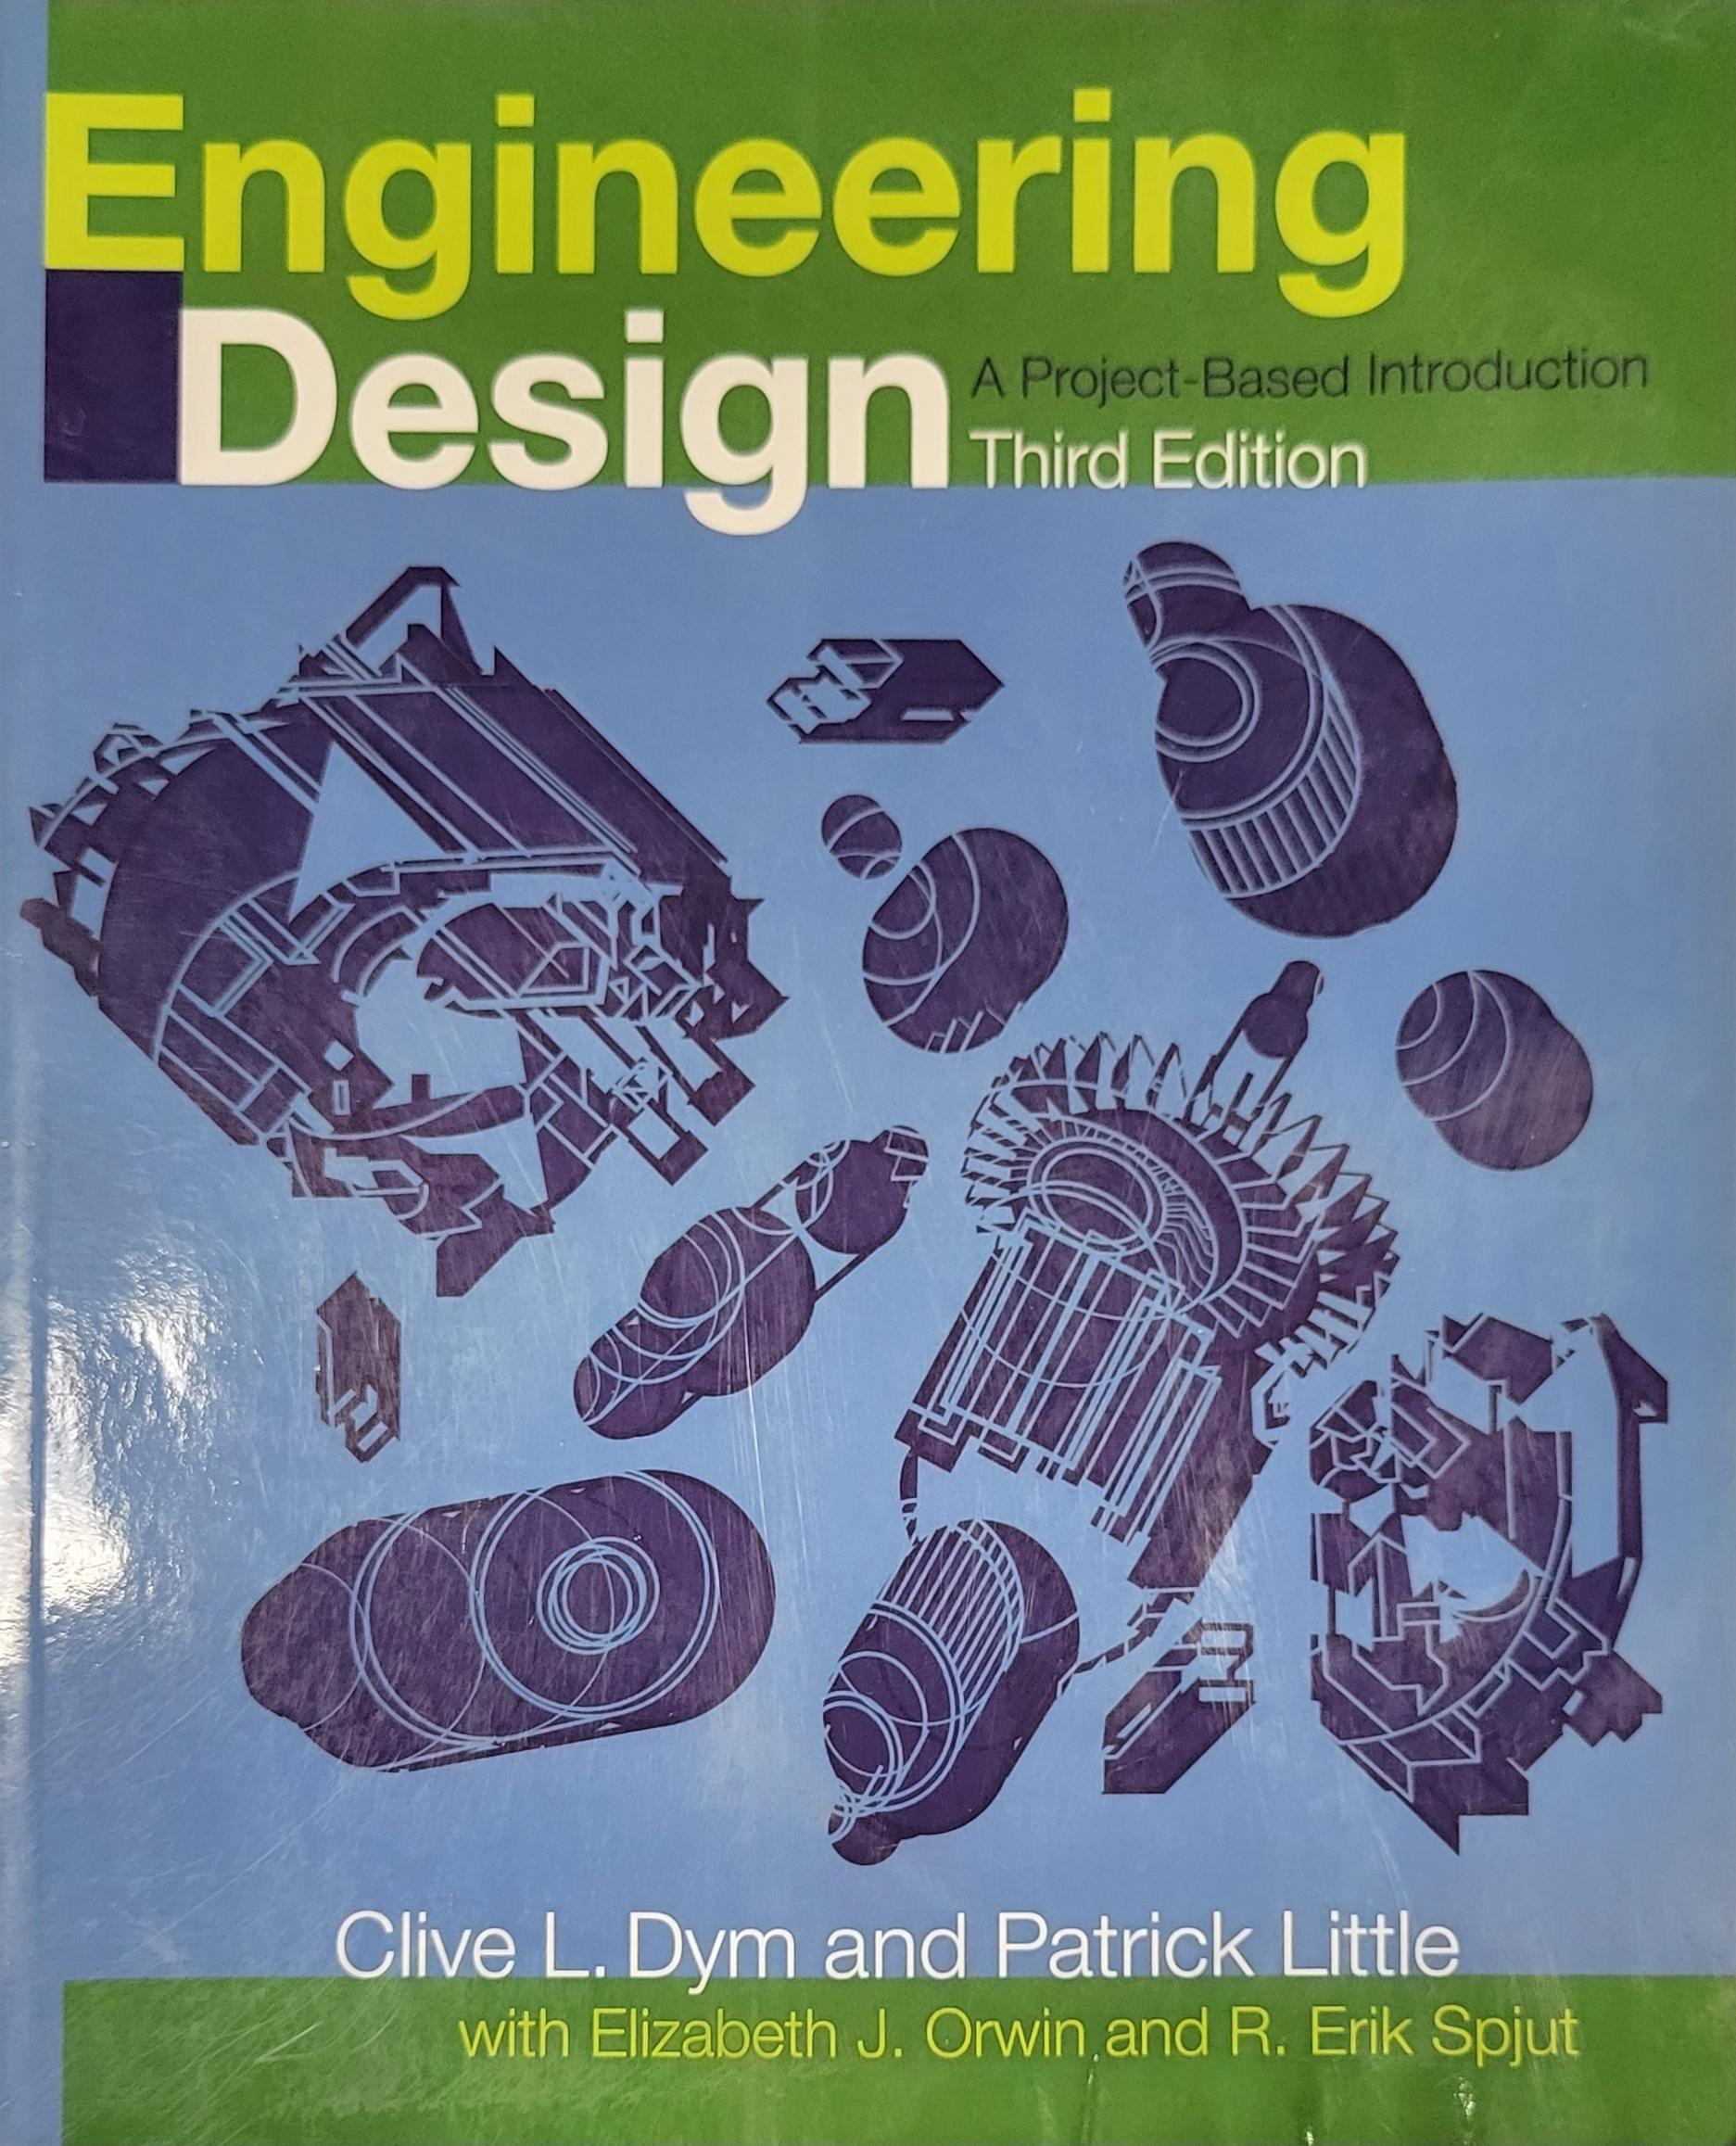 Engineering
Design
A Project-Based Introduction
Third Edition
Clive L. Dym and Patrick Little
with Elizabeth J. Orwin and R. Erik Spjut